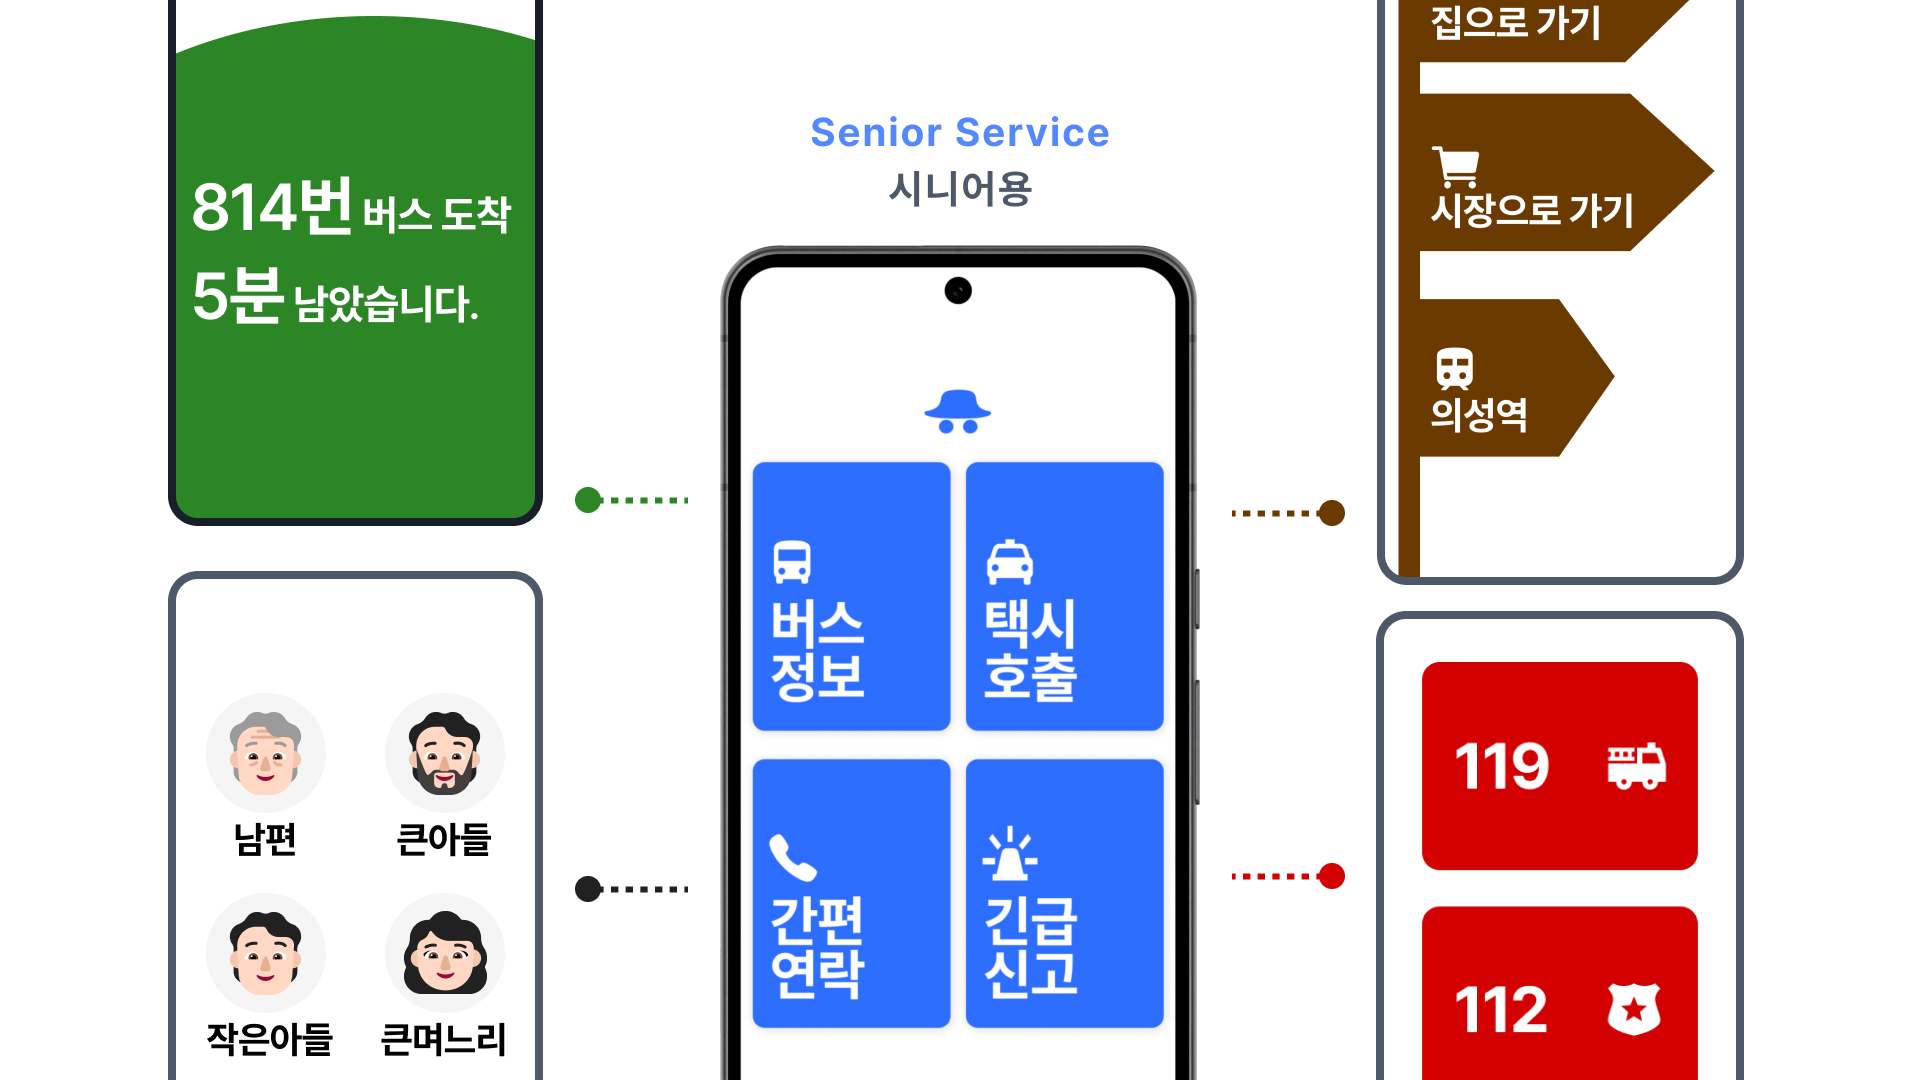 Senior Service
시니어용
814번 버스 도착
5분 남았습니다.
남편
큰아들
작은아들
큰며느리
버스
정보
택시
호출
간편
연락
긴급
신고
집으로 가기
시장으로 가기
의성역
119
112